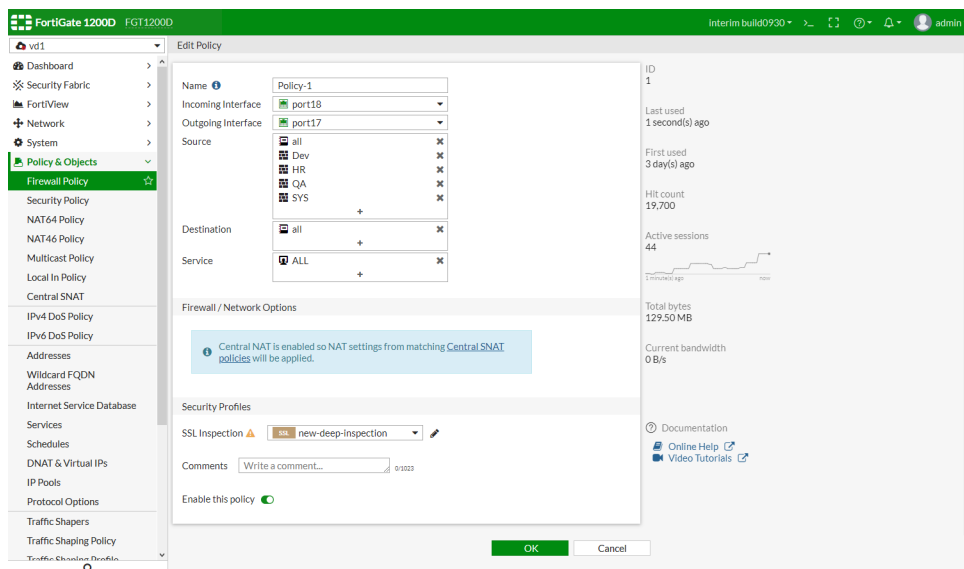 FortiGate 1200D FGT1200D
interim build0930 >_ admin
vd1
Edit Policy
Dashboard
Security Fabric
FortiView
Network
System
Policy & Objects
Firewall Policy
Security Policy
NAT64 Policy
NAT46 Policy
Multicast Policy
Local In Policy
Central SNAT
IPv4 DoS Policy
IPv6 DoS Policy
Addresses
Wildcard FQDN
Addresses
Internet Service Database
Services
Schedules
DNAT & Virtual IPs
IP Pools
Protocol Options
Traffic Shapers
Traffic Shaping Policy
Traffic Shaping Profile
Name Policy-1
Incoming Interface port18
Outgoing Interface port17
Source all
Dev
HR
QA
SYS
+
Destination all
+
Service ALL
+
Firewall / Network Options
Central NAT is enabled so NAT settings from matching Central SNAT
policies will be applied.
Security Profiles
SSL Inspection SSL new-deep-inspection
Comments Write a comment... 0/1023
Enable this policy
OK Cancel
ID
1
Last used
1 second(s) ago
First used
3 day(s) ago
Hit count
19,700
Active sessions
44
1 minute(s) ago now
Total bytes
129.50 MB
Current bandwidth
0 B/s
Documentation
Online Help
Video Tutorials